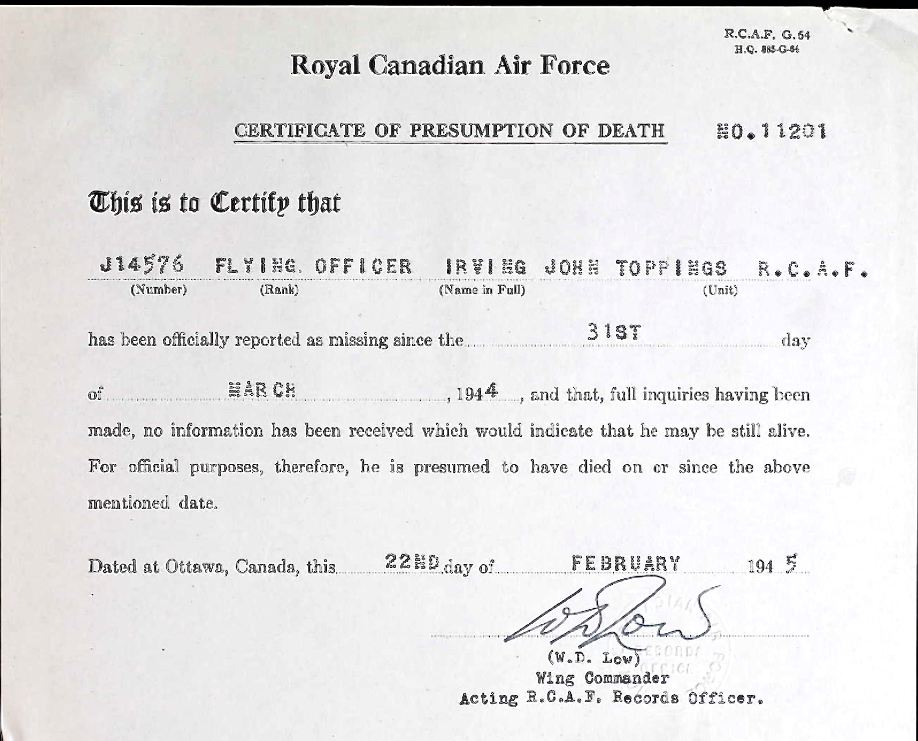 R.C.A.F. G.64
H.Q. 885-G-64
Royal Canadian Air Force
CERTIFICATE OF PRESUMPTION OF DEATH NO.11201
This is to Certify that
J14576 FLYING OFFICER IRVING JOHN TOPPINGS R.C.A.F.
(Number) (Rank) (Name in Full) (Unit)
has been officially reported as missing since the 31ST day
of MARCH, 1944, and that, full inquiries having been
made, no information has been received which would indicate that he may be still alive.
For official purposes, therefore, he is presumed to have died on or since the above
mentioned date.
Dated at Ottawa, Canada, this 22ND day of FEBRUARY 1945
WD Low
(W.D. Low)
Wing Commander
Acting R.C.A.F. Records Officer.